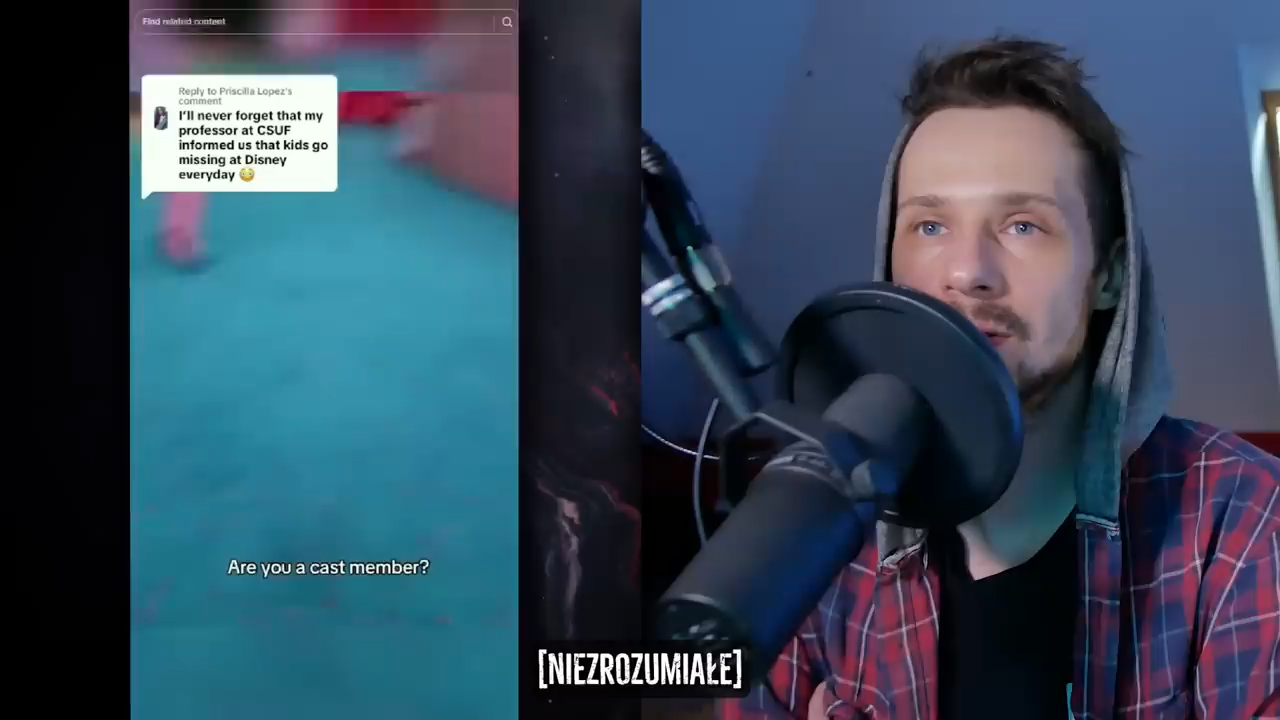 Find related content
Reply to Priscilla Lopez's
comment
I'll never forget that my
professor at CSUF
informed us that kids go
missing at Disney
everyday 😳
Are you a cast member?
[NIEZROZUMIAŁE]